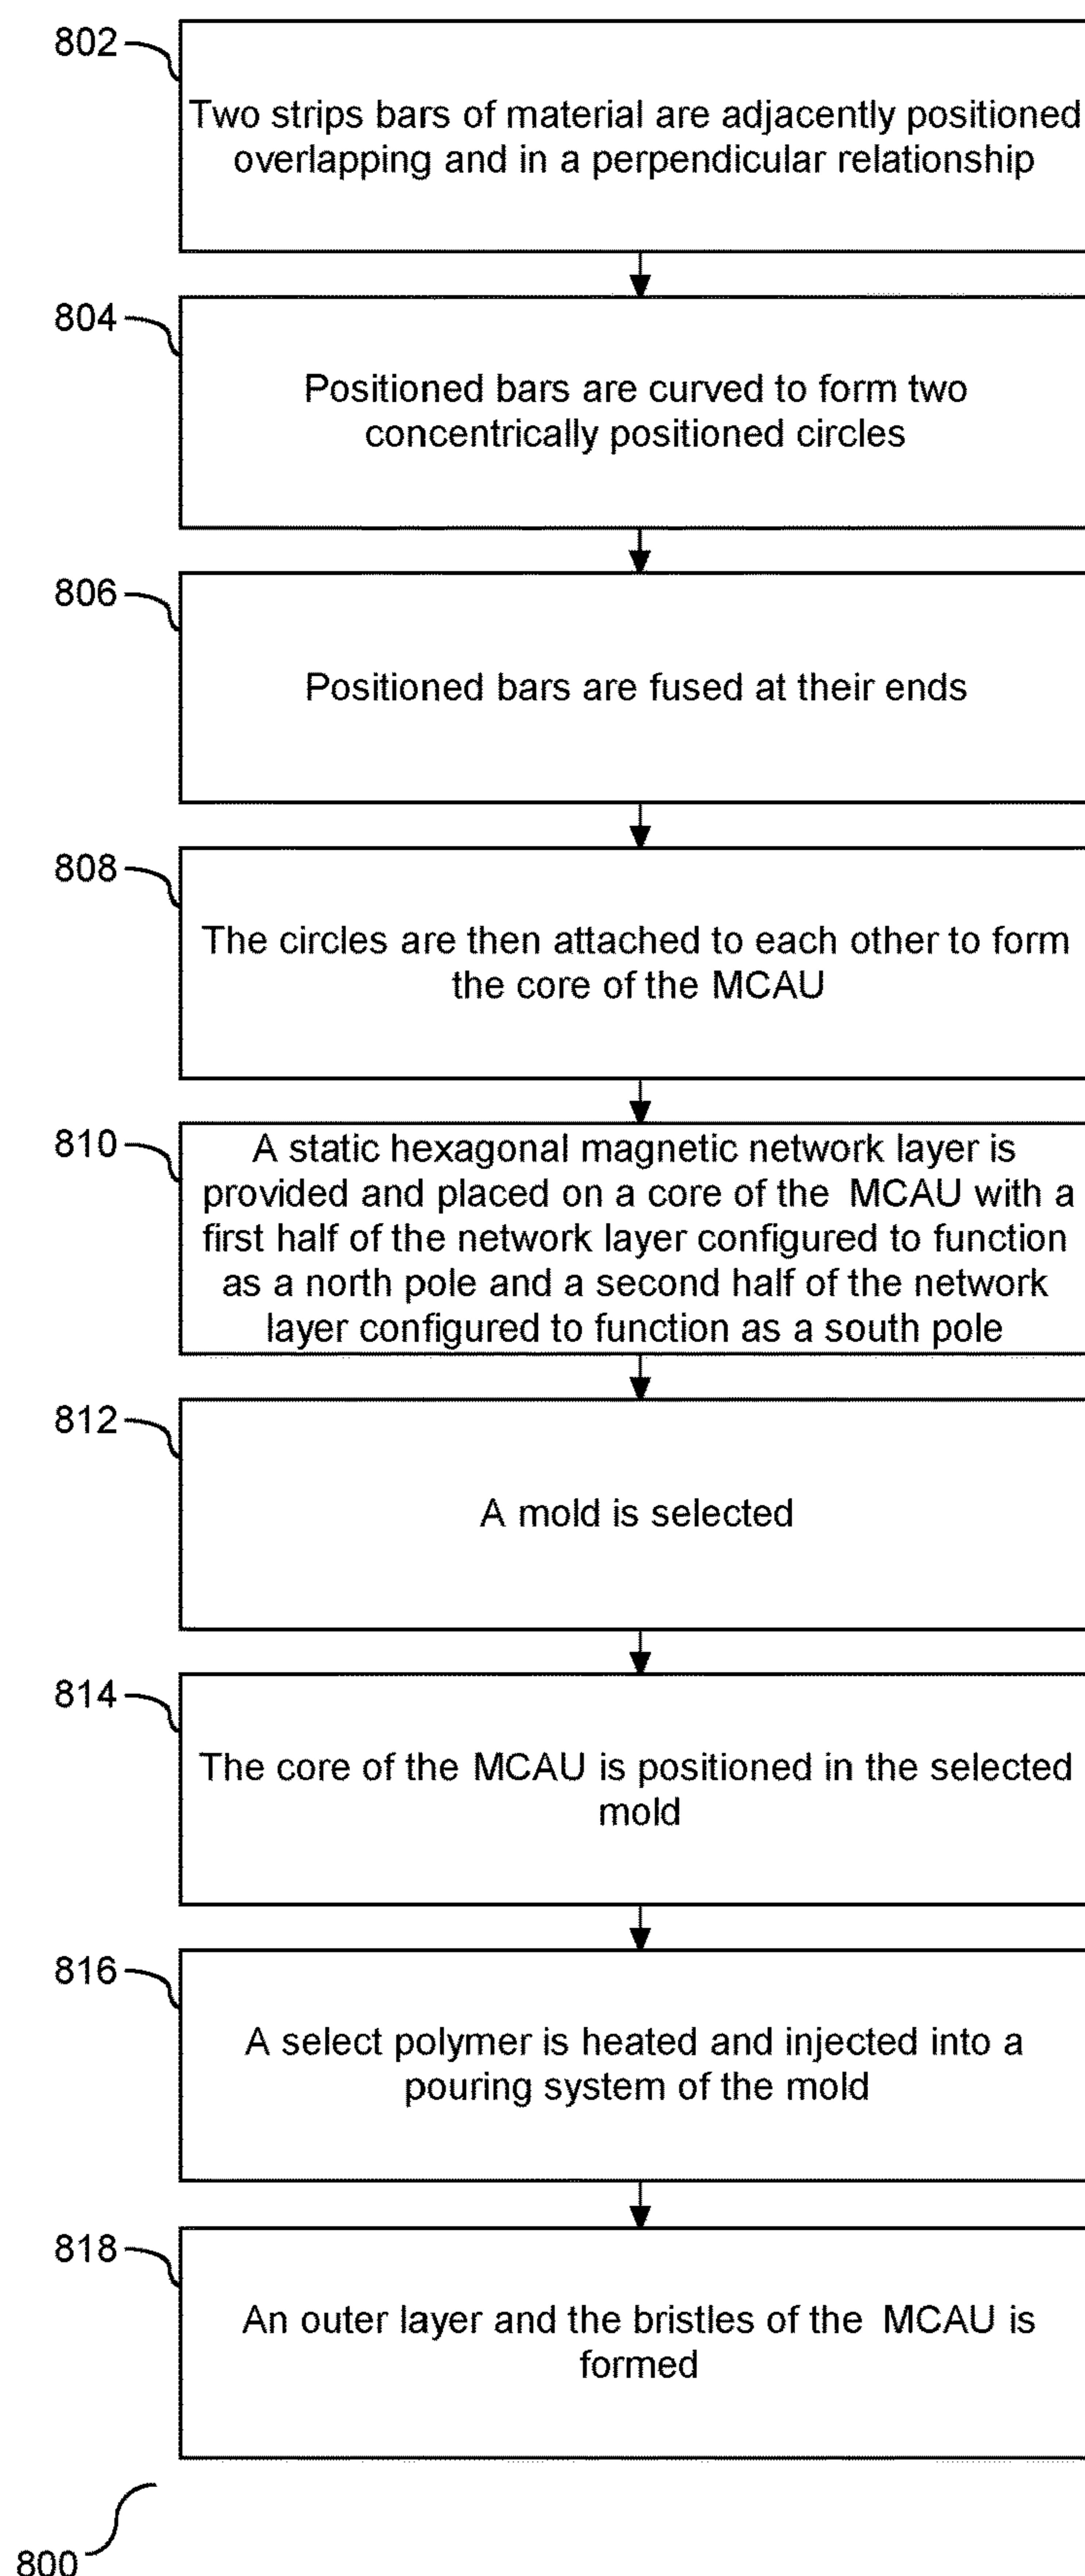 802
Two strips bars of material are adjacently positioned
overlapping and in a perpendicular relationship
804
Positioned bars are curved to form two
concentrically positioned circles
806
Positioned bars are fused at their ends
808
The circles are then attached to each other to form
the core of the MCAU
810
A static hexagonal magnetic network layer is
provided and placed on a core of the MCAU with a
first half of the network layer configured to function
as a north pole and a second half of the network
layer configured to function as a south pole
812
A mold is selected
814
The core of the MCAU is positioned in the selected
mold
816
A select polymer is heated and injected into a
pouring system of the mold
818
An outer layer and the bristles of the MCAU is
formed
800